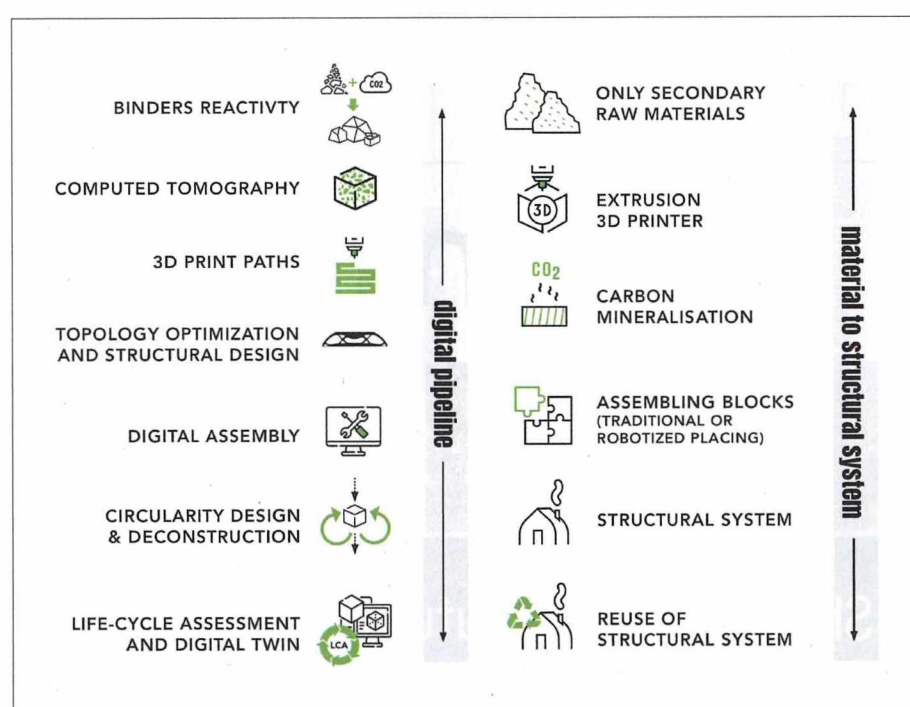 BINDERS REACTIVTY
CO2
COMPUTED TOMOGRAPHY
3D PRINT PATHS
TOPOLOGY OPTIMIZATION
AND STRUCTURAL DESIGN
DIGITAL ASSEMBLY
CIRCULARITY DESIGN
& DECONSTRUCTION
LIFE-CYCLE ASSESSMENT
AND DIGITAL TWIN
LCA
digital pipeline
ONLY SECONDARY
RAW MATERIALS
3D
EXTRUSION
3D PRINTER
CO2
CARBON
MINERALISATION
ASSEMBLING BLOCKS
(TRADITIONAL OR
ROBOTIZED PLACING)
STRUCTURAL SYSTEM
REUSE OF
STRUCTURAL SYSTEM
material to structural system